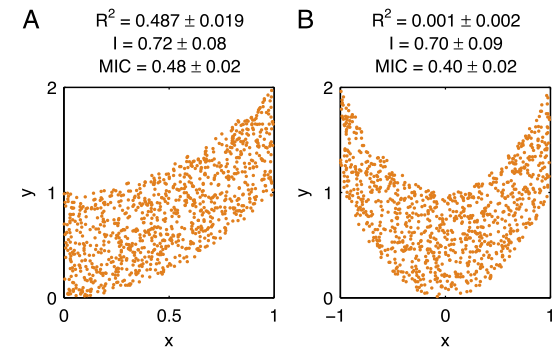 A
R² = 0.487 ± 0.019
I = 0.72 ± 0.08
MIC = 0.48 ± 0.02
2
1
0
y
0
0.5
1
x
B
R² = 0.001 ± 0.002
I = 0.70 ± 0.09
MIC = 0.40 ± 0.02
2
1
0
y
−1
0
1
x